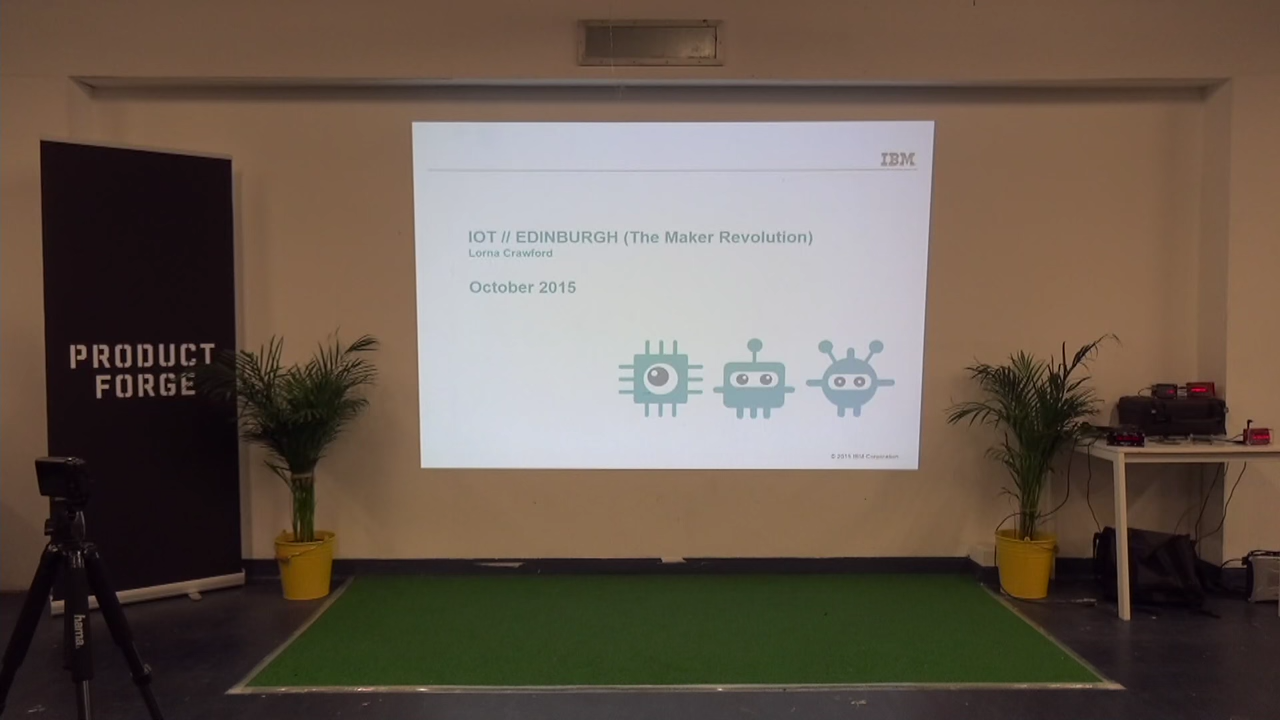 IBM
IOT // EDINBURGH (The Maker Revolution)
Lorna Crawford
October 2015
© 2015 IBM Corporation
PRODUCT
FORGE
hama.